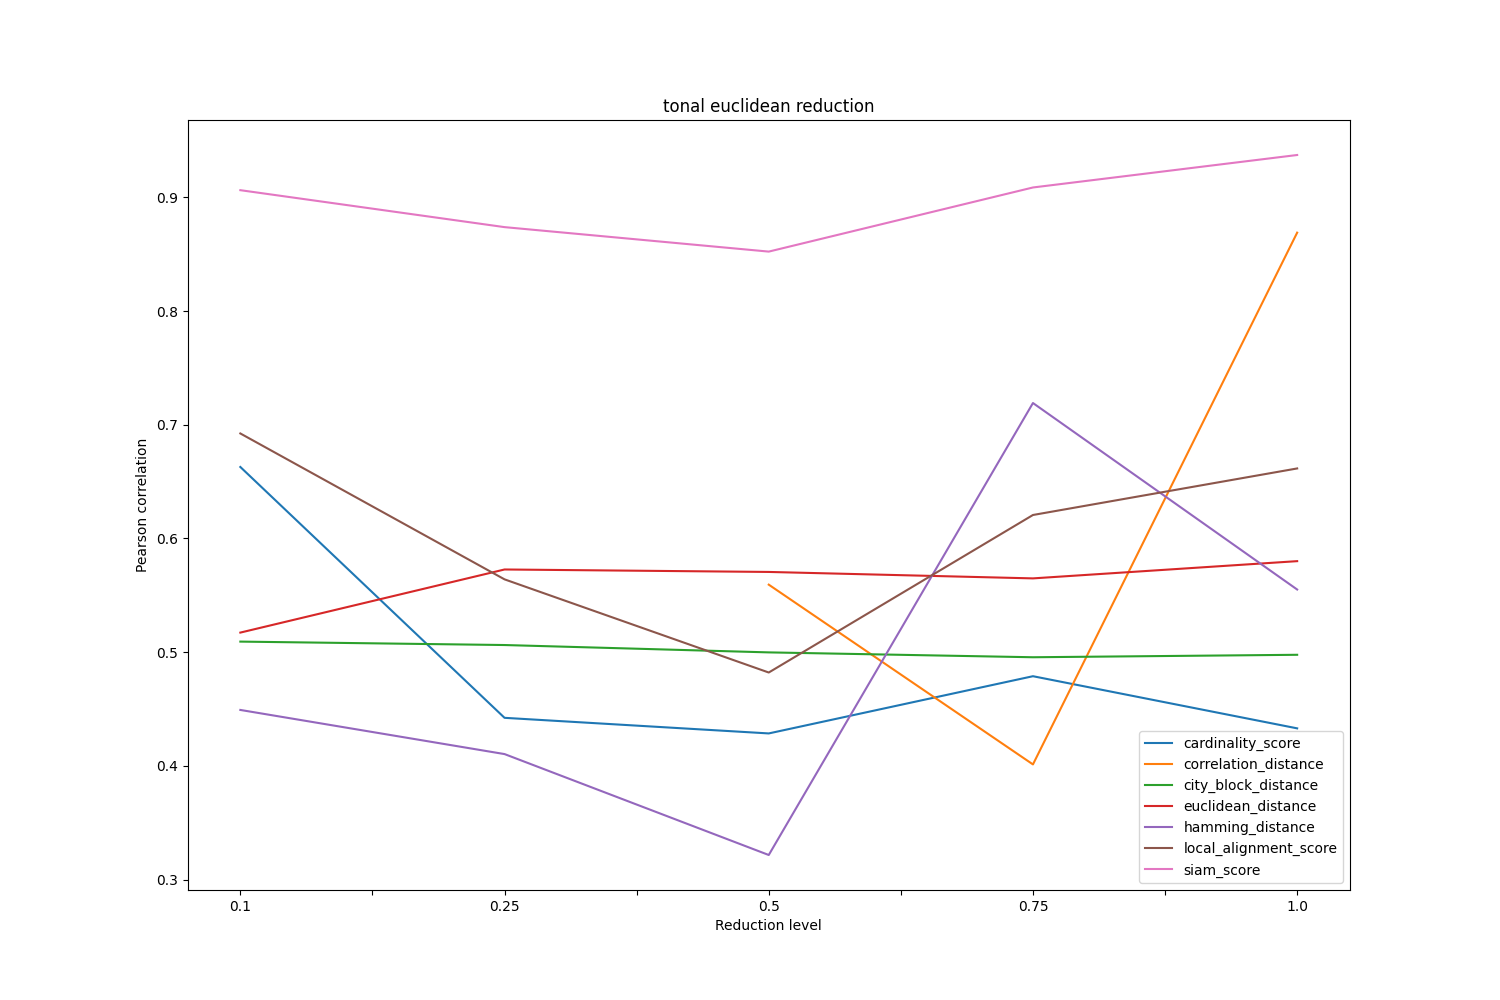 tonal euclidean reduction
Pearson correlation
0.9
0.8
0.7
0.6
0.5
0.4
0.3
0.1 0.25 0.5 0.75 1.0
Reduction level
cardinality_score
correlation_distance
city_block_distance
euclidean_distance
hamming_distance
local_alignment_score
siam_score